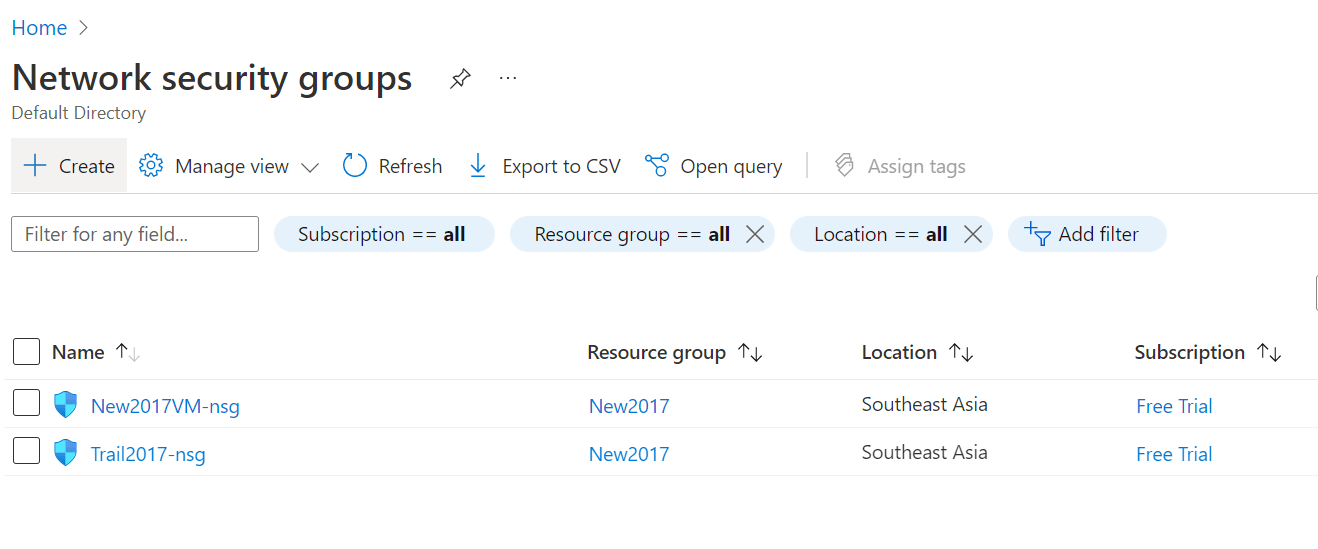 Home
Network security groups
Default Directory
Create Manage view Refresh Export to CSV Open query Assign tags
Filter for any field... Subscription == all Resource group == all Location == all Add filter
Name Resource group Location Subscription
New2017VM-nsg New2017 Southeast Asia Free Trial
Trail2017-nsg New2017 Southeast Asia Free Trial